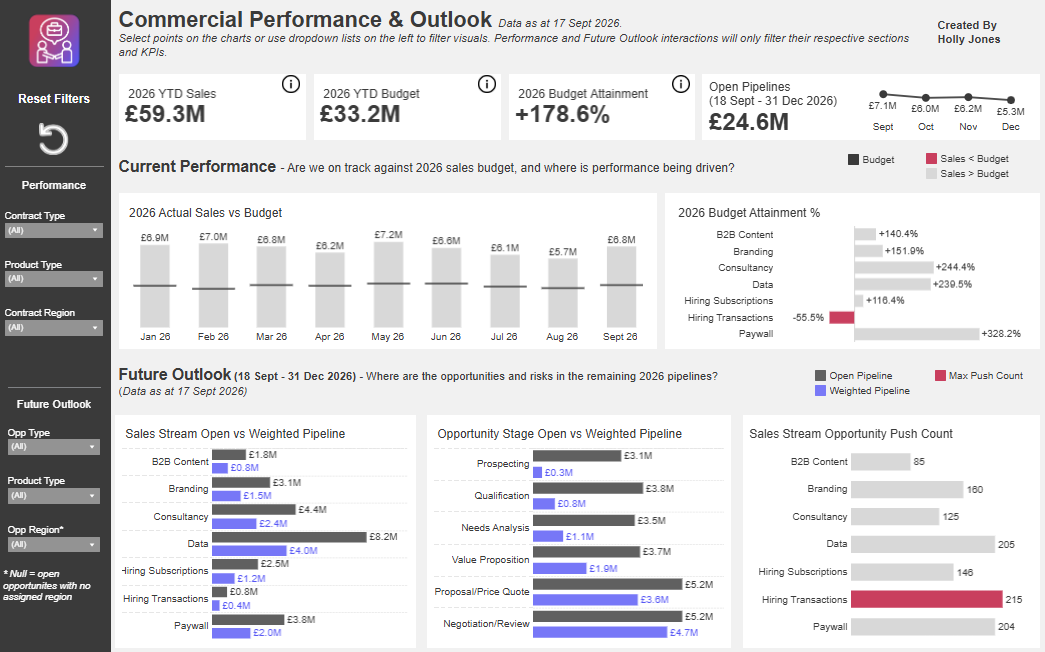 Commercial Performance & Outlook Data as at 17 Sept 2026.
Select points on the charts or use dropdown lists on the left to filter visuals. Performance and Future Outlook interactions will only filter their respective sections
and KPIs.
Created By
Holly Jones
Reset Filters
Performance
Contract Type
(All)
Product Type
(All)
Contract Region
(All)
Future Outlook
Opp Type
(All)
Product Type
(All)
Opp Region*
(All)
* Null = open
opportunites with no
assigned region
2026 YTD Sales
£59.3M
2026 YTD Budget
£33.2M
2026 Budget Attainment
+178.6%
Open Pipelines
(18 Sept - 31 Dec 2026)
£24.6M
£7.1M £6.0M £6.2M £5.3M
Sept Oct Nov Dec
Current Performance - Are we on track against 2026 sales budget, and where is performance being driven?
Budget
Sales < Budget
Sales > Budget
2026 Actual Sales vs Budget
£6.9M £7.0M £6.8M £6.2M £7.2M £6.6M £6.1M £5.7M £6.8M
Jan 26 Feb 26 Mar 26 Apr 26 May 26 Jun 26 Jul 26 Aug 26 Sept 26
2026 Budget Attainment %
B2B Content +140.4%
Branding +151.9%
Consultancy +244.4%
Data +239.5%
Hiring Subscriptions +116.4%
Hiring Transactions -55.5%
Paywall +328.2%
Future Outlook (18 Sept - 31 Dec 2026) - Where are the opportunities and risks in the remaining 2026 pipelines?
(Data as at 17 Sept 2026)
Open Pipeline
Weighted Pipeline
Max Push Count
Sales Stream Open vs Weighted Pipeline
B2B Content £1.8M
£0.8M
Branding £3.1M
£1.5M
Consultancy £4.4M
£2.4M
Data £8.2M
£4.0M
Hiring Subscriptions £2.5M
£1.2M
Hiring Transactions £0.8M
£0.4M
Paywall £3.8M
£2.0M
Opportunity Stage Open vs Weighted Pipeline
Prospecting £3.1M
£0.3M
Qualification £3.8M
£0.8M
Needs Analysis £3.5M
£1.1M
Value Proposition £3.7M
£1.9M
Proposal/Price Quote £5.2M
£3.6M
Negotiation/Review £5.2M
£4.7M
Sales Stream Opportunity Push Count
B2B Content 85
Branding 160
Consultancy 125
Data 205
Hiring Subscriptions 146
Hiring Transactions 215
Paywall 204